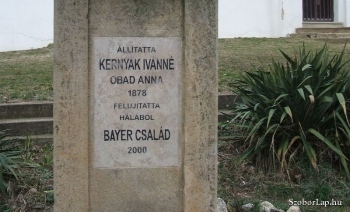 ÁLLÍTATTA
KERNYÁK IVÁNNÉ
OBÁD ANNA
1878
FELÚJÍTATTA
HÁLÁBÓL
BAYER CSALÁD
2000
SzoborLap.hu